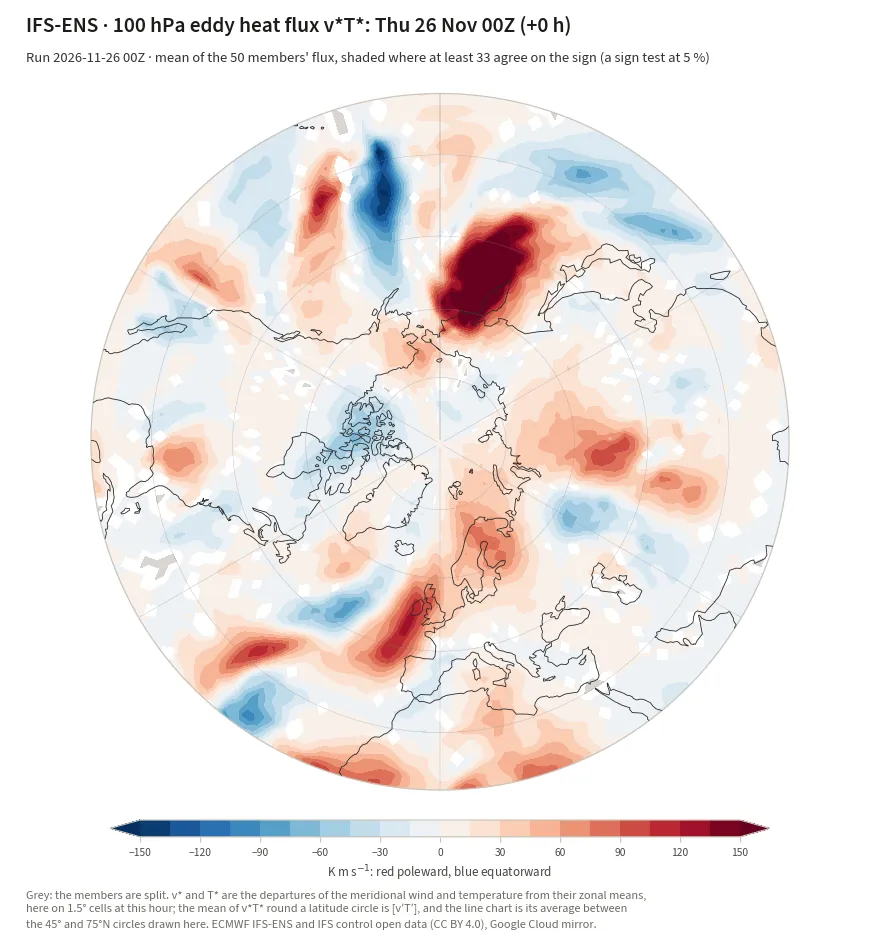 IFS-ENS · 100 hPa eddy heat flux v*T*: Thu 26 Nov 00Z (+0 h)
Run 2026-11-26 00Z · mean of the 50 members' flux, shaded where at least 33 agree on the sign (a sign test at 5 %)
−150 −120 −90 −60 −30 0 30 60 90 120 150
K m s⁻¹: red poleward, blue equatorward
Grey: the members are split. v* and T* are the departures of the meridional wind and temperature from their zonal means,
here on 1.5° cells at this hour; the mean of v*T* round a latitude circle is [v'T'], and the line chart is its average between
the 45° and 75°N circles drawn here. ECMWF IFS-ENS and IFS control open data (CC BY 4.0), Google Cloud mirror.